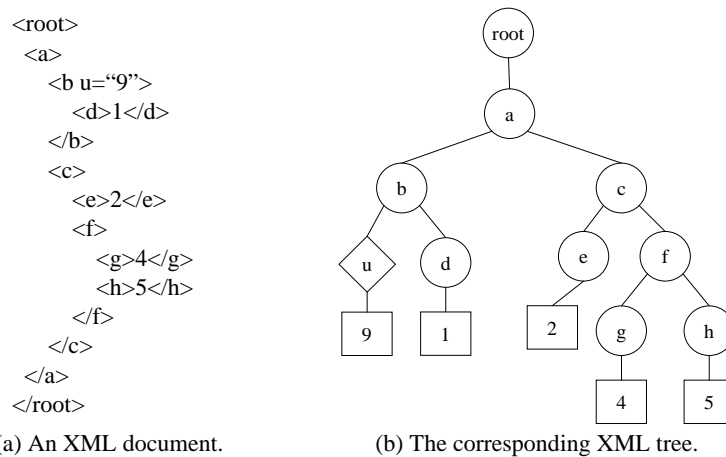 <root>
<a>
<b u=“9”>
<d>1</d>
</b>
<c>
<e>2</e>
<f>
<g>4</g>
<h>5</h>
</f>
</c>
</a>
</root>
(a) An XML document.
root
a
b
c
u
d
e
f
9
1
2
g
h
4
5
(b) The corresponding XML tree.